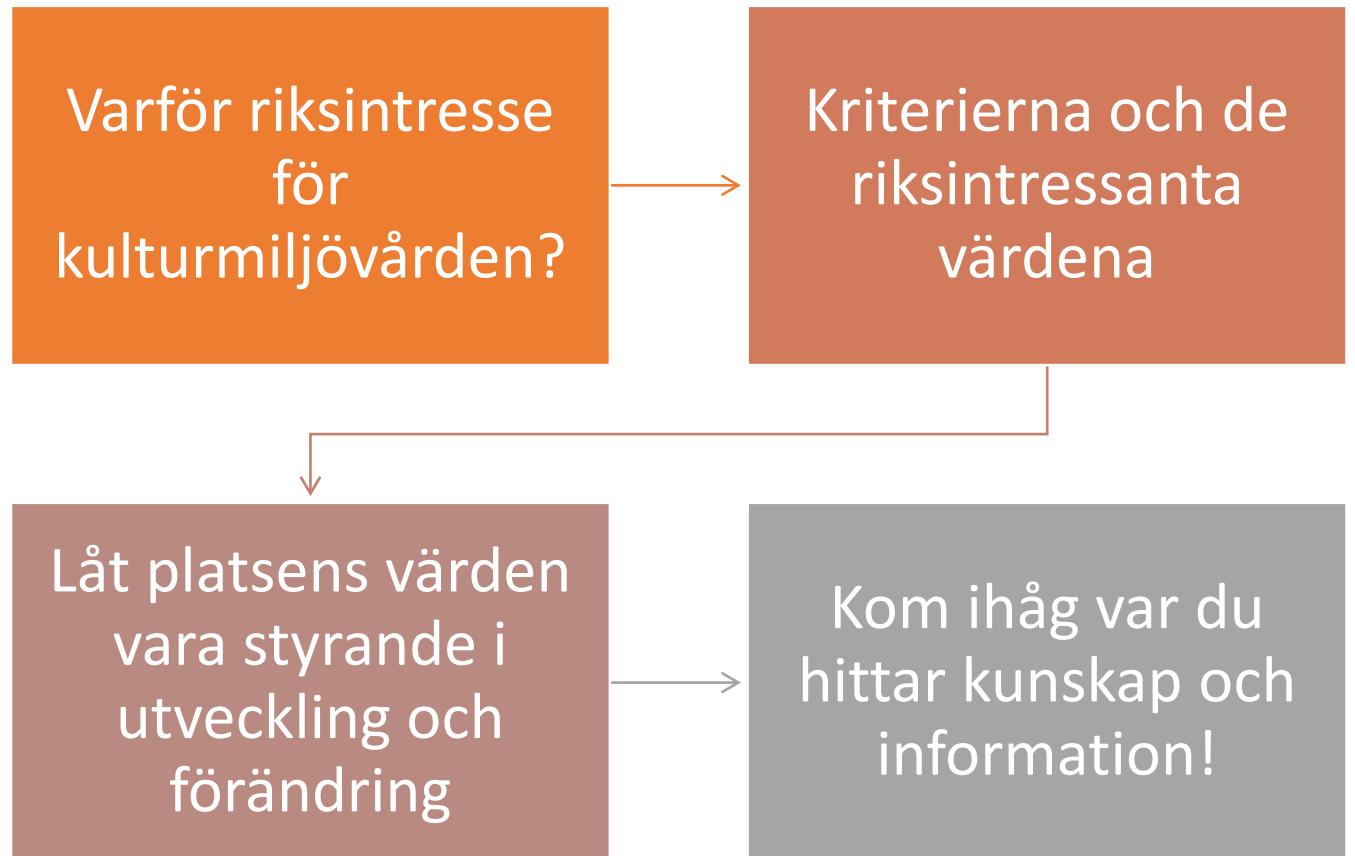 Varför riksintresse
för
kulturmiljövården?
Kriterierna och de
riksintressanta
värdena
Låt platsens värden
vara styrande i
utveckling och
förändring
Kom ihåg var du
hittar kunskap och
information!